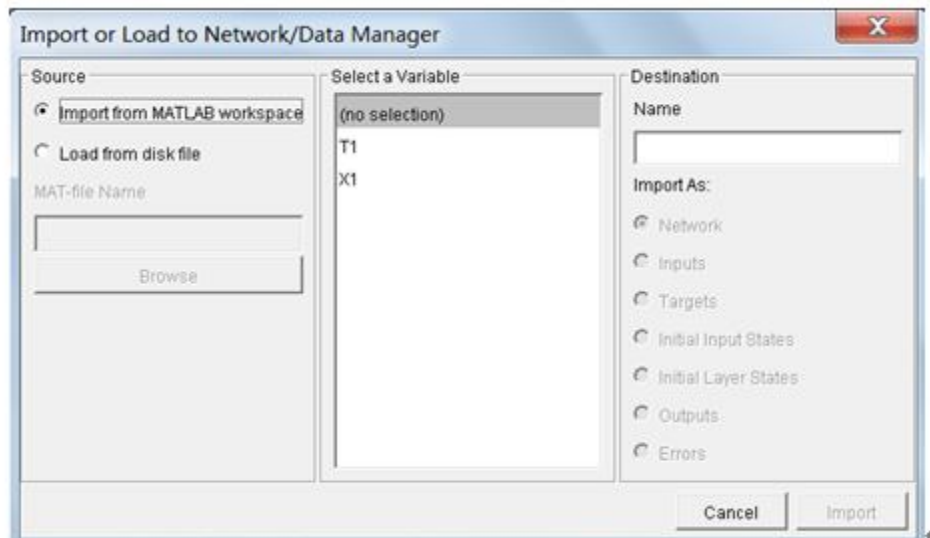 Import or Load to Network/Data Manager
Source
Import from MATLAB workspace
Load from disk file
MAT-file Name
Browse
Select a Variable
(no selection)
T1
X1
Destination
Name
Import As:
Network
Inputs
Targets
Initial Input States
Initial Layer States
Outputs
Errors
Cancel
Import